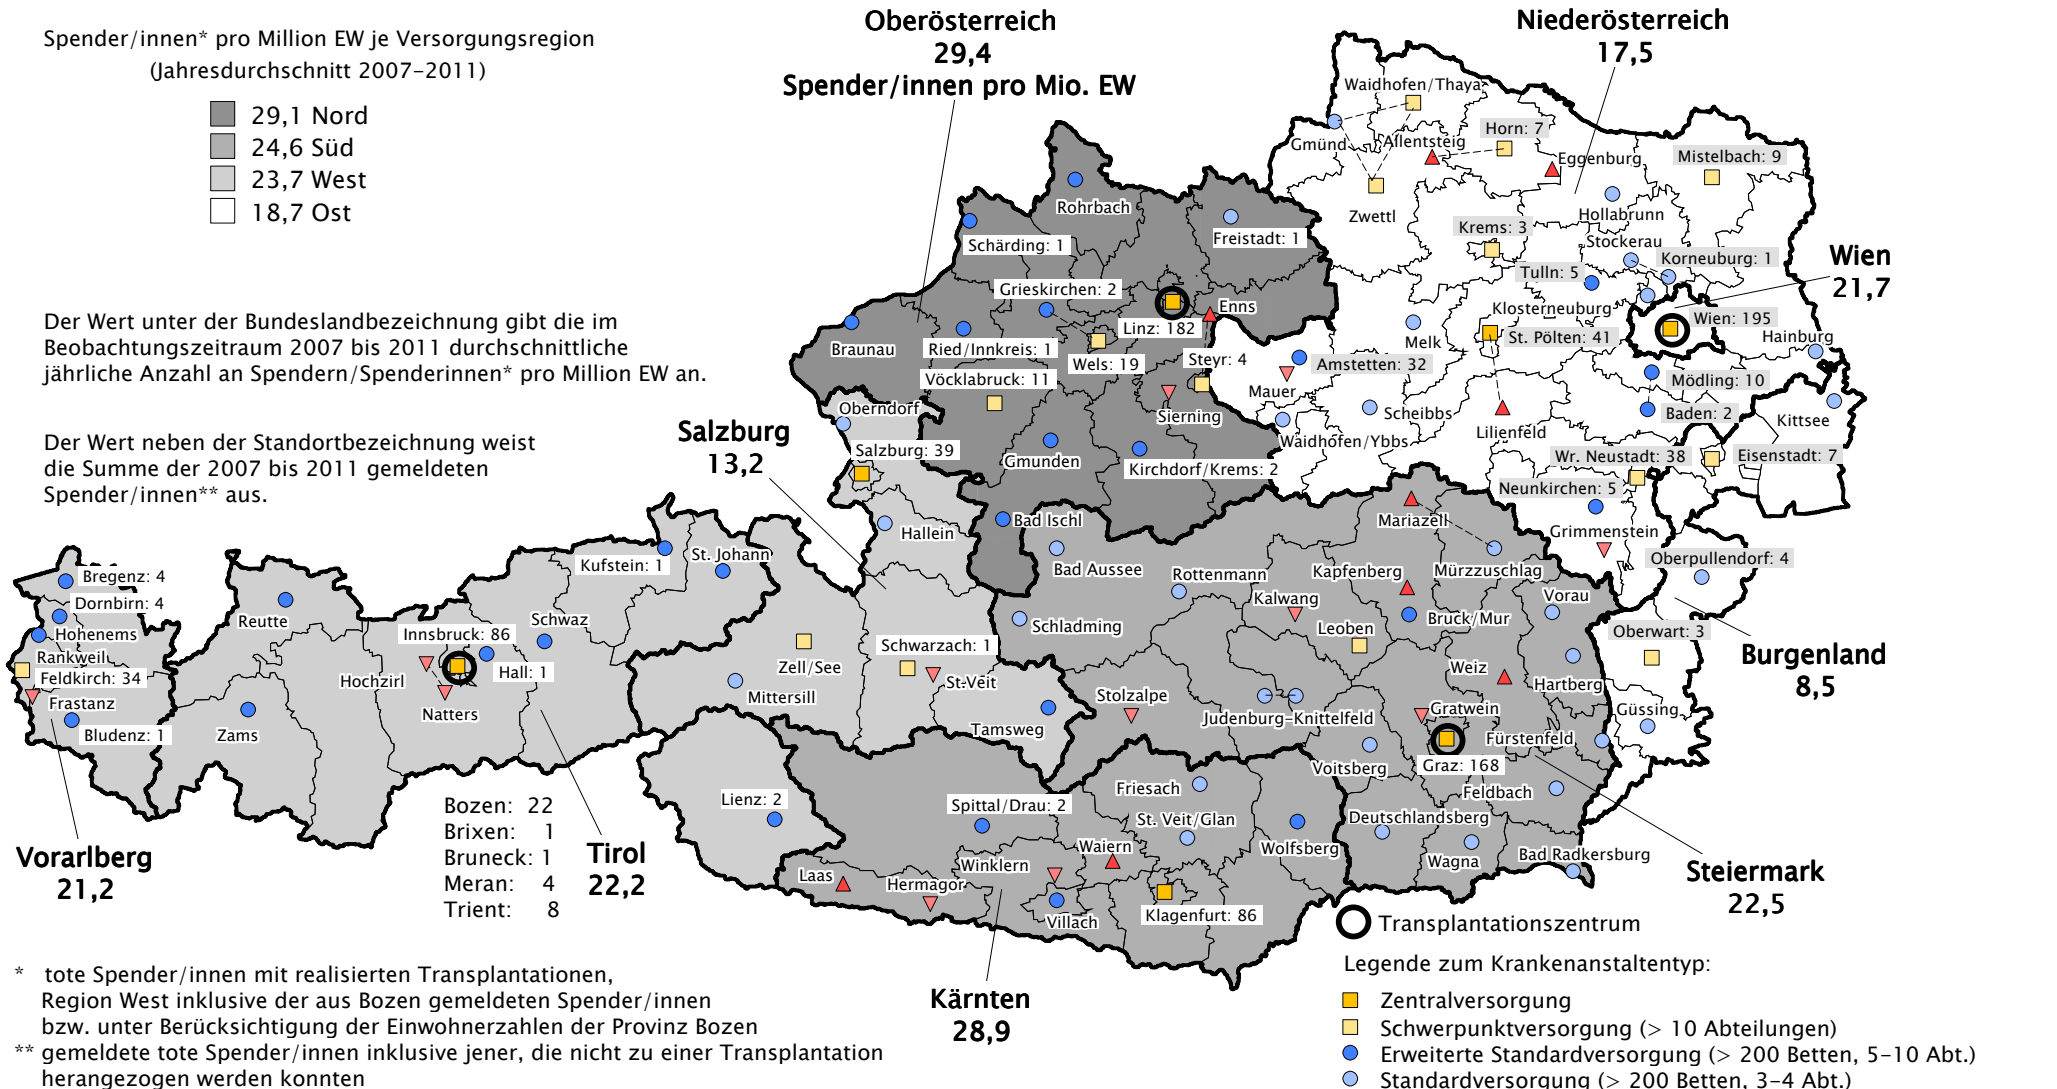 Spender/innen* pro Million EW je Versorgungsregion
(Jahresdurchschnitt 2007–2011)
29,1 Nord
24,6 Süd
23,7 West
18,7 Ost
Der Wert unter der Bundeslandbezeichnung gibt die im
Beobachtungszeitraum 2007 bis 2011 durchschnittliche
jährliche Anzahl an Spendern/Spenderinnen* pro Million EW an.
Der Wert neben der Standortbezeichnung weist
die Summe der 2007 bis 2011 gemeldeten
Spender/innen** aus.
Oberösterreich
29,4
Spender/innen pro Mio. EW
Niederösterreich
17,5
Wien
21,7
Salzburg
13,2
Burgenland
8,5
Vorarlberg
21,2
Tirol
22,2
Kärnten
28,9
Steiermark
22,5
Waidhofen/Thaya
Gmünd
Allentsteig
Horn: 7
Eggenburg
Mistelbach: 9
Zwettl
Hollabrunn
Krems: 3
Stockerau
Korneuburg: 1
Tulln: 5
Klosterneuburg
Wien: 195
Hainburg
Melk
St. Pölten: 41
Amstetten: 32
Mauer
Mödling: 10
Baden: 2
Kittsee
Scheibbs
Lilienfeld
Waidhofen/Ybbs
Wr. Neustadt: 38
Eisenstadt: 7
Neunkirchen: 5
Grimmenstein
Oberpullendorf: 4
Oberwart: 3
Güssing
Rohrbach
Schärding: 1
Freistadt: 1
Grieskirchen: 2
Enns
Linz: 182
Braunau
Ried/Innkreis: 1
Wels: 19
Steyr: 4
Vöcklabruck: 11
Sierning
Gmunden
Kirchdorf/Krems: 2
Bad Ischl
Oberndorf
Salzburg: 39
Hallein
Zell/See
Mittersill
Schwarzach: 1
St.Veit
Tamsweg
Mariazell
Mürzzuschlag
Bad Aussee
Rottenmann
Kapfenberg
Kalwang
Vorau
Schladming
Leoben
Bruck/Mur
Weiz
Hartberg
Stolzalpe
Judenburg–Knittelfeld
Gratwein
Fürstenfeld
Voitsberg
Graz: 168
Feldbach
Deutschlandsberg
Wagna
Bad Radkersburg
Friesach
St. Veit/Glan
Wolfsberg
Spittal/Drau: 2
Waiern
Winklern
Laas
Hermagor
Villach
Klagenfurt: 86
Lienz: 2
Kufstein: 1
St. Johann
Reutte
Innsbruck: 86
Schwaz
Hochzirl
Hall: 1
Natters
Zams
Bregenz: 4
Dornbirn: 4
Hohenems
Rankweil
Feldkirch: 34
Frastanz
Bludenz: 1
Bozen: 22
Brixen: 1
Bruneck: 1
Meran: 4
Trient: 8
* tote Spender/innen mit realisierten Transplantationen,
Region West inklusive der aus Bozen gemeldeten Spender/innen
bzw. unter Berücksichtigung der Einwohnerzahlen der Provinz Bozen
** gemeldete tote Spender/innen inklusive jener, die nicht zu einer Transplantation
herangezogen werden konnten
Transplantationszentrum
Legende zum Krankenanstaltentyp:
Zentralversorgung
Schwerpunktversorgung (> 10 Abteilungen)
Erweiterte Standardversorgung (> 200 Betten, 5–10 Abt.)
Standardversorgung (> 200 Betten, 3–4 Abt.)